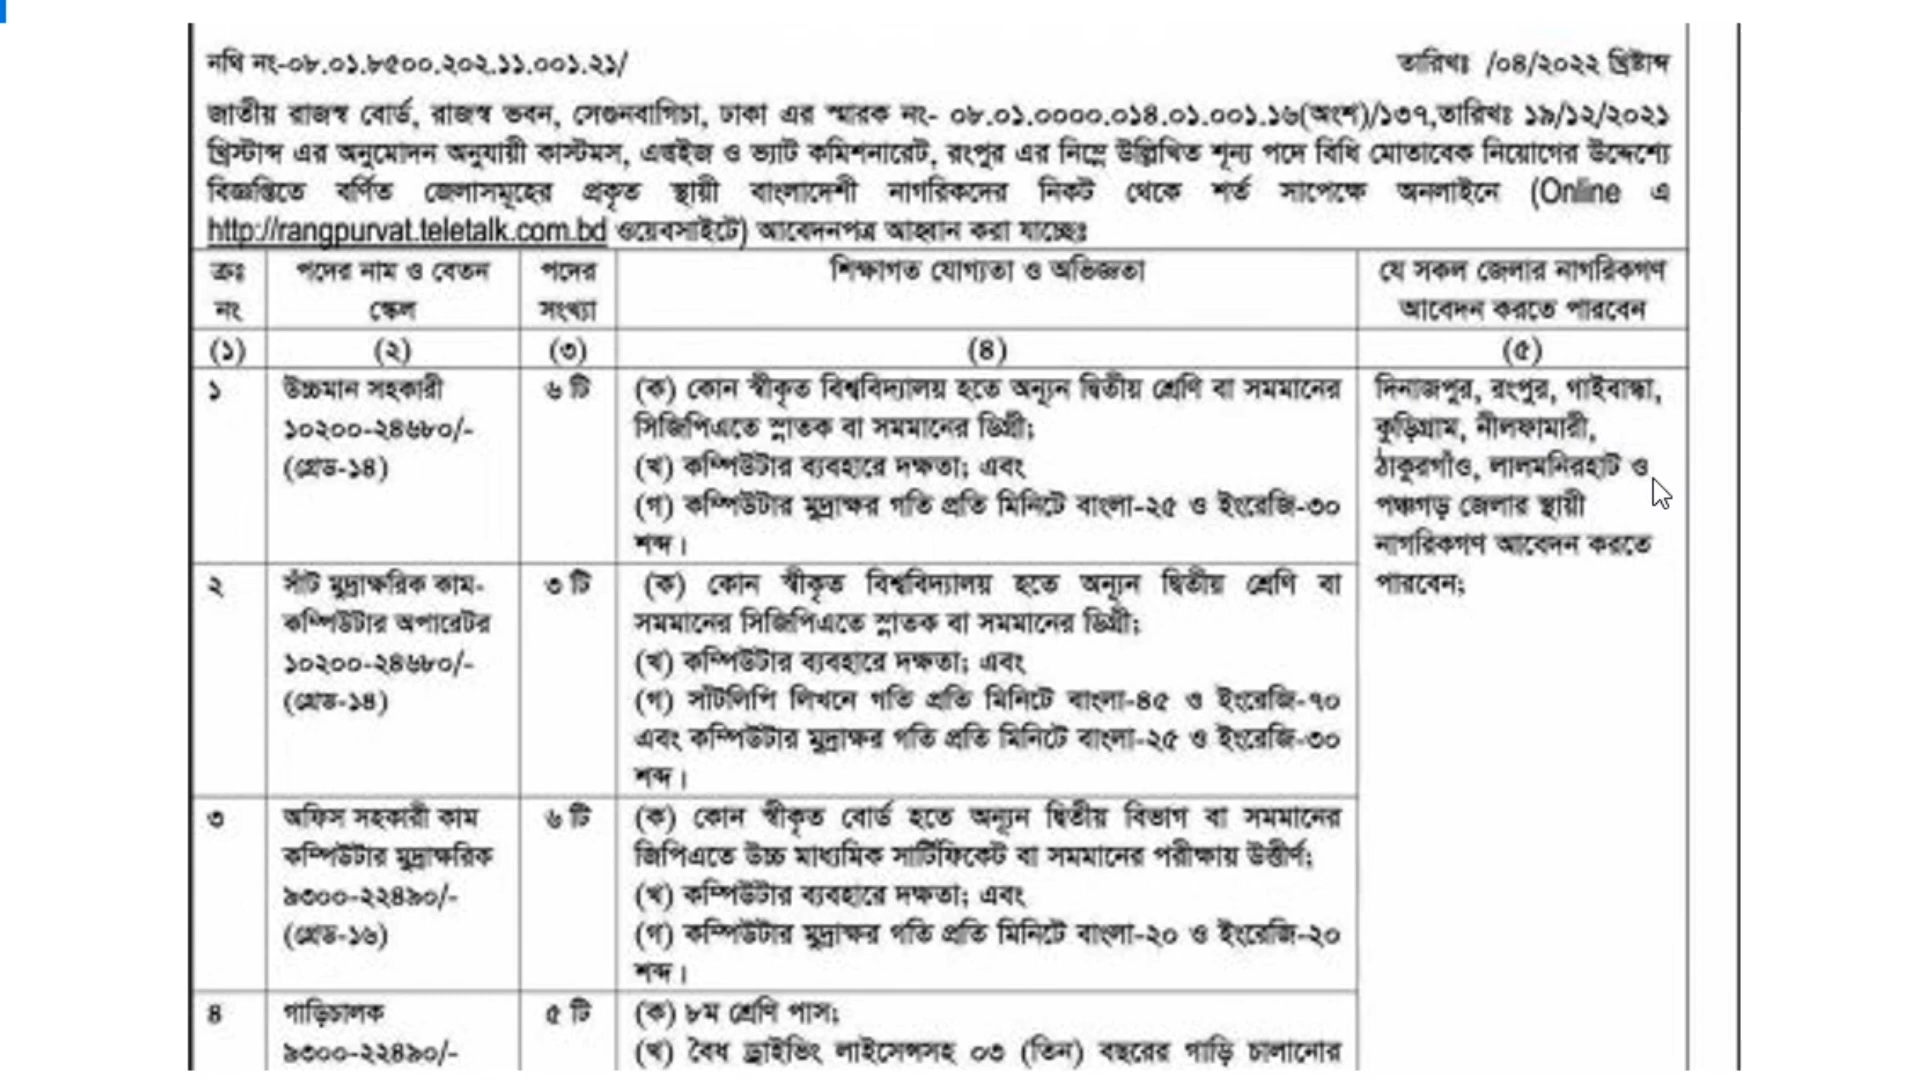 নথি নং-০৮.০১.৮৫০০.২০২.১১.০০১.২১/ তারিখঃ /০৪/২০২২ খ্রিষ্টাব্দ
জাতীয় রাজস্ব বোর্ড, রাজস্ব ভবন, সেগুনবাগিচা, ঢাকা এর স্মারক নং- ০৮.০১.০০০০.০১৪.০১.০০১.১৬(অংশ)/১৩৭,তারিখঃ ১৯/১২/২০২১
খ্রিস্টাব্দ এর অনুমোদন অনুযায়ী কাস্টমস, এক্সইজ ও ভ্যাট কমিশনারেট, রংপুর এর নিম্নে উল্লিখিত শূন্য পদে বিধি মোতাবেক নিয়োগের উদ্দেশ্যে
বিজ্ঞপ্তিতে বর্ণিত জেলাসমূহের প্রকৃত স্থায়ী বাংলাদেশী নাগরিকদের নিকট থেকে শর্ত সাপেক্ষে অনলাইনে (Online এ
http://rangpurvat.teletalk.com.bd ওয়েবসাইটে) আবেদনপত্র আহ্বান করা যাচ্ছেঃ
ক্রঃ নং
পদের নাম ও বেতন স্কেল
পদের সংখ্যা
শিক্ষাগত যোগ্যতা ও অভিজ্ঞতা
যে সকল জেলার নাগরিকগণ
আবেদন করতে পারবেন
(১) (২) (৩) (৪) (৫)
১
উচ্চমান সহকারী
১০২০০-২৪৬৮০/-
(গ্রেড-১৪)
৬ টি
(ক) কোন স্বীকৃত বিশ্ববিদ্যালয় হতে অন্যূন দ্বিতীয় শ্রেণি বা সমমানের
সিজিপিএতে স্নাতক বা সমমানের ডিগ্রী;
(খ) কম্পিউটার ব্যবহারে দক্ষতা; এবং
(গ) কম্পিউটার মুদ্রাক্ষর গতি প্রতি মিনিটে বাংলা-২৫ ও ইংরেজি-৩০
শব্দ।
দিনাজপুর, রংপুর, গাইবান্ধা,
কুড়িগ্রাম, নীলফামারী,
ঠাকুরগাঁও, লালমনিরহাট ও
পঞ্চগড় জেলার স্থায়ী
নাগরিকগণ আবেদন করতে
পারবেন;
২
সাঁট মুদ্রাক্ষরিক কাম-
কম্পিউটার অপারেটর
১০২০০-২৪৬৮০/-
(গ্রেড-১৪)
৩ টি
(ক) কোন স্বীকৃত বিশ্ববিদ্যালয় হতে অন্যূন দ্বিতীয় শ্রেণি বা
সমমানের সিজিপিএতে স্নাতক বা সমমানের ডিগ্রী;
(খ) কম্পিউটার ব্যবহারে দক্ষতা; এবং
(গ) সাঁটলিপি লিখনে গতি প্রতি মিনিটে বাংলা-৪৫ ও ইংরেজি-৭০
এবং কম্পিউটার মুদ্রাক্ষর গতি প্রতি মিনিটে বাংলা-২৫ ও ইংরেজি-৩০
শব্দ।
৩
অফিস সহকারী কাম
কম্পিউটার মুদ্রাক্ষরিক
৯৩০০-২২৪৯০/-
(গ্রেড-১৬)
৬ টি
(ক) কোন স্বীকৃত বোর্ড হতে অন্যূন দ্বিতীয় বিভাগ বা সমমানের
জিপিএতে উচ্চ মাধ্যমিক সার্টিফিকেট বা সমমানের পরীক্ষায় উত্তীর্ণ;
(খ) কম্পিউটার ব্যবহারে দক্ষতা; এবং
(গ) কম্পিউটার মুদ্রাক্ষর গতি প্রতি মিনিটে বাংলা-২০ ও ইংরেজি-২০
শব্দ।
৪
গাড়িচালক
৯৩০০-২২৪৯০/-
৫ টি
(ক) ৮ম শ্রেণি পাস;
(খ) বৈধ ড্রাইভিং লাইসেন্সসহ ০৩ (তিন) বছরের গাড়ি চালানোর